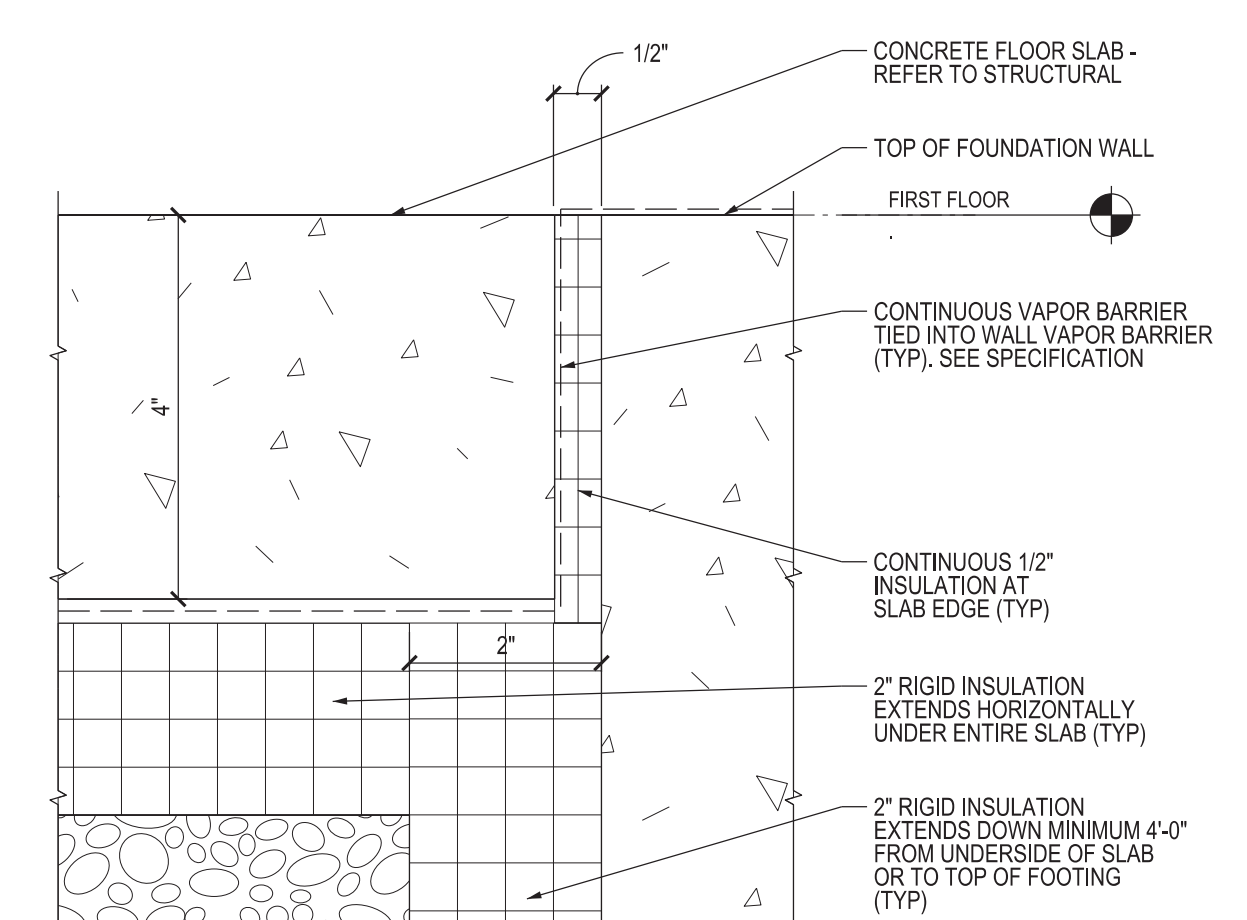 1/2"
CONCRETE FLOOR SLAB -
REFER TO STRUCTURAL
TOP OF FOUNDATION WALL
FIRST FLOOR
.
CONTINUOUS VAPOR BARRIER
TIED INTO WALL VAPOR BARRIER
(TYP). SEE SPECIFICATION
4"
CONTINUOUS 1/2"
INSULATION AT
SLAB EDGE (TYP)
2"
2" RIGID INSULATION
EXTENDS HORIZONTALLY
UNDER ENTIRE SLAB (TYP)
2" RIGID INSULATION
EXTENDS DOWN MINIMUM 4'-0"
FROM UNDERSIDE OF SLAB
OR TO TOP OF FOOTING
(TYP)